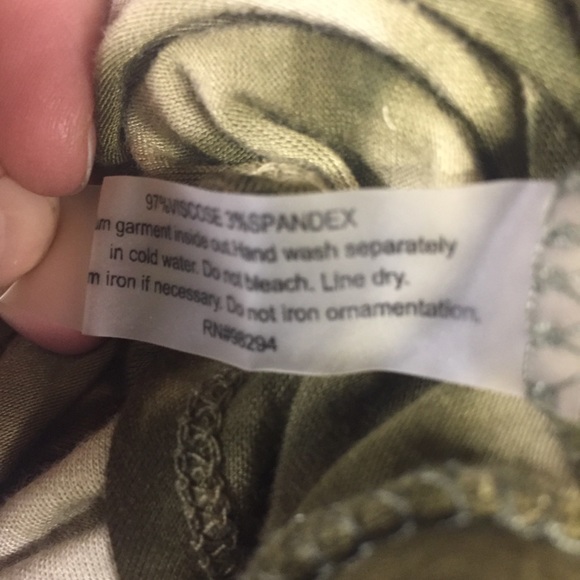 97%VISCOSE 3%SPANDEX
rn garment inside out.Hand wash separately
in cold water. Do not bleach. Line dry.
m iron if necessary. Do not iron ornamentation.
RN#98294